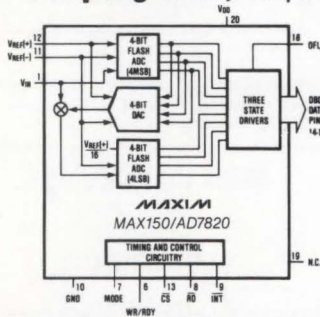 VDD
20
VREF(+) 12
VREF(-) 11
VIN 1
4-BIT
FLASH
ADC
(4MSB)
4-BIT
DAC
THREE
STATE
DRIVERS
18
OFL
DATA
VREF(+)
16
4-BIT
FLASH
ADC
(4LSB)
MAXIM
MAX150/AD7820
TIMING AND CONTROL
CIRCUITRY
19 N.C.
10 7 6 13 8 9
GND MODE WR/RDY CS RD INT